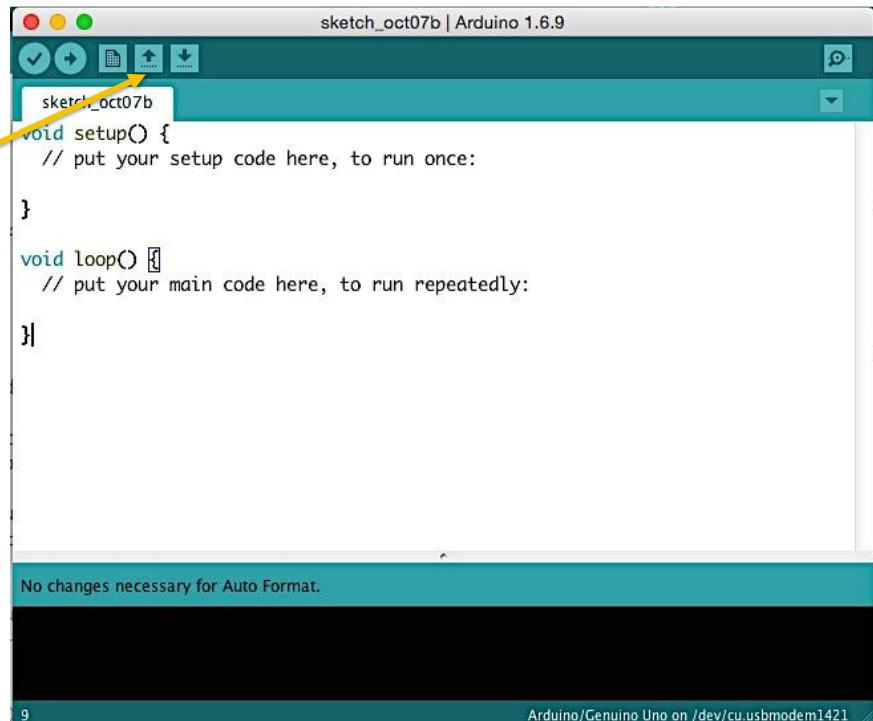 sketch_oct07b | Arduino 1.6.9
sketch_oct07b
void setup() {
  // put your setup code here, to run once:
}
void loop() {
  // put your main code here, to run repeatedly:
}
No changes necessary for Auto Format.
9 Arduino/Genuino Uno on /dev/cu.usbmodem1421